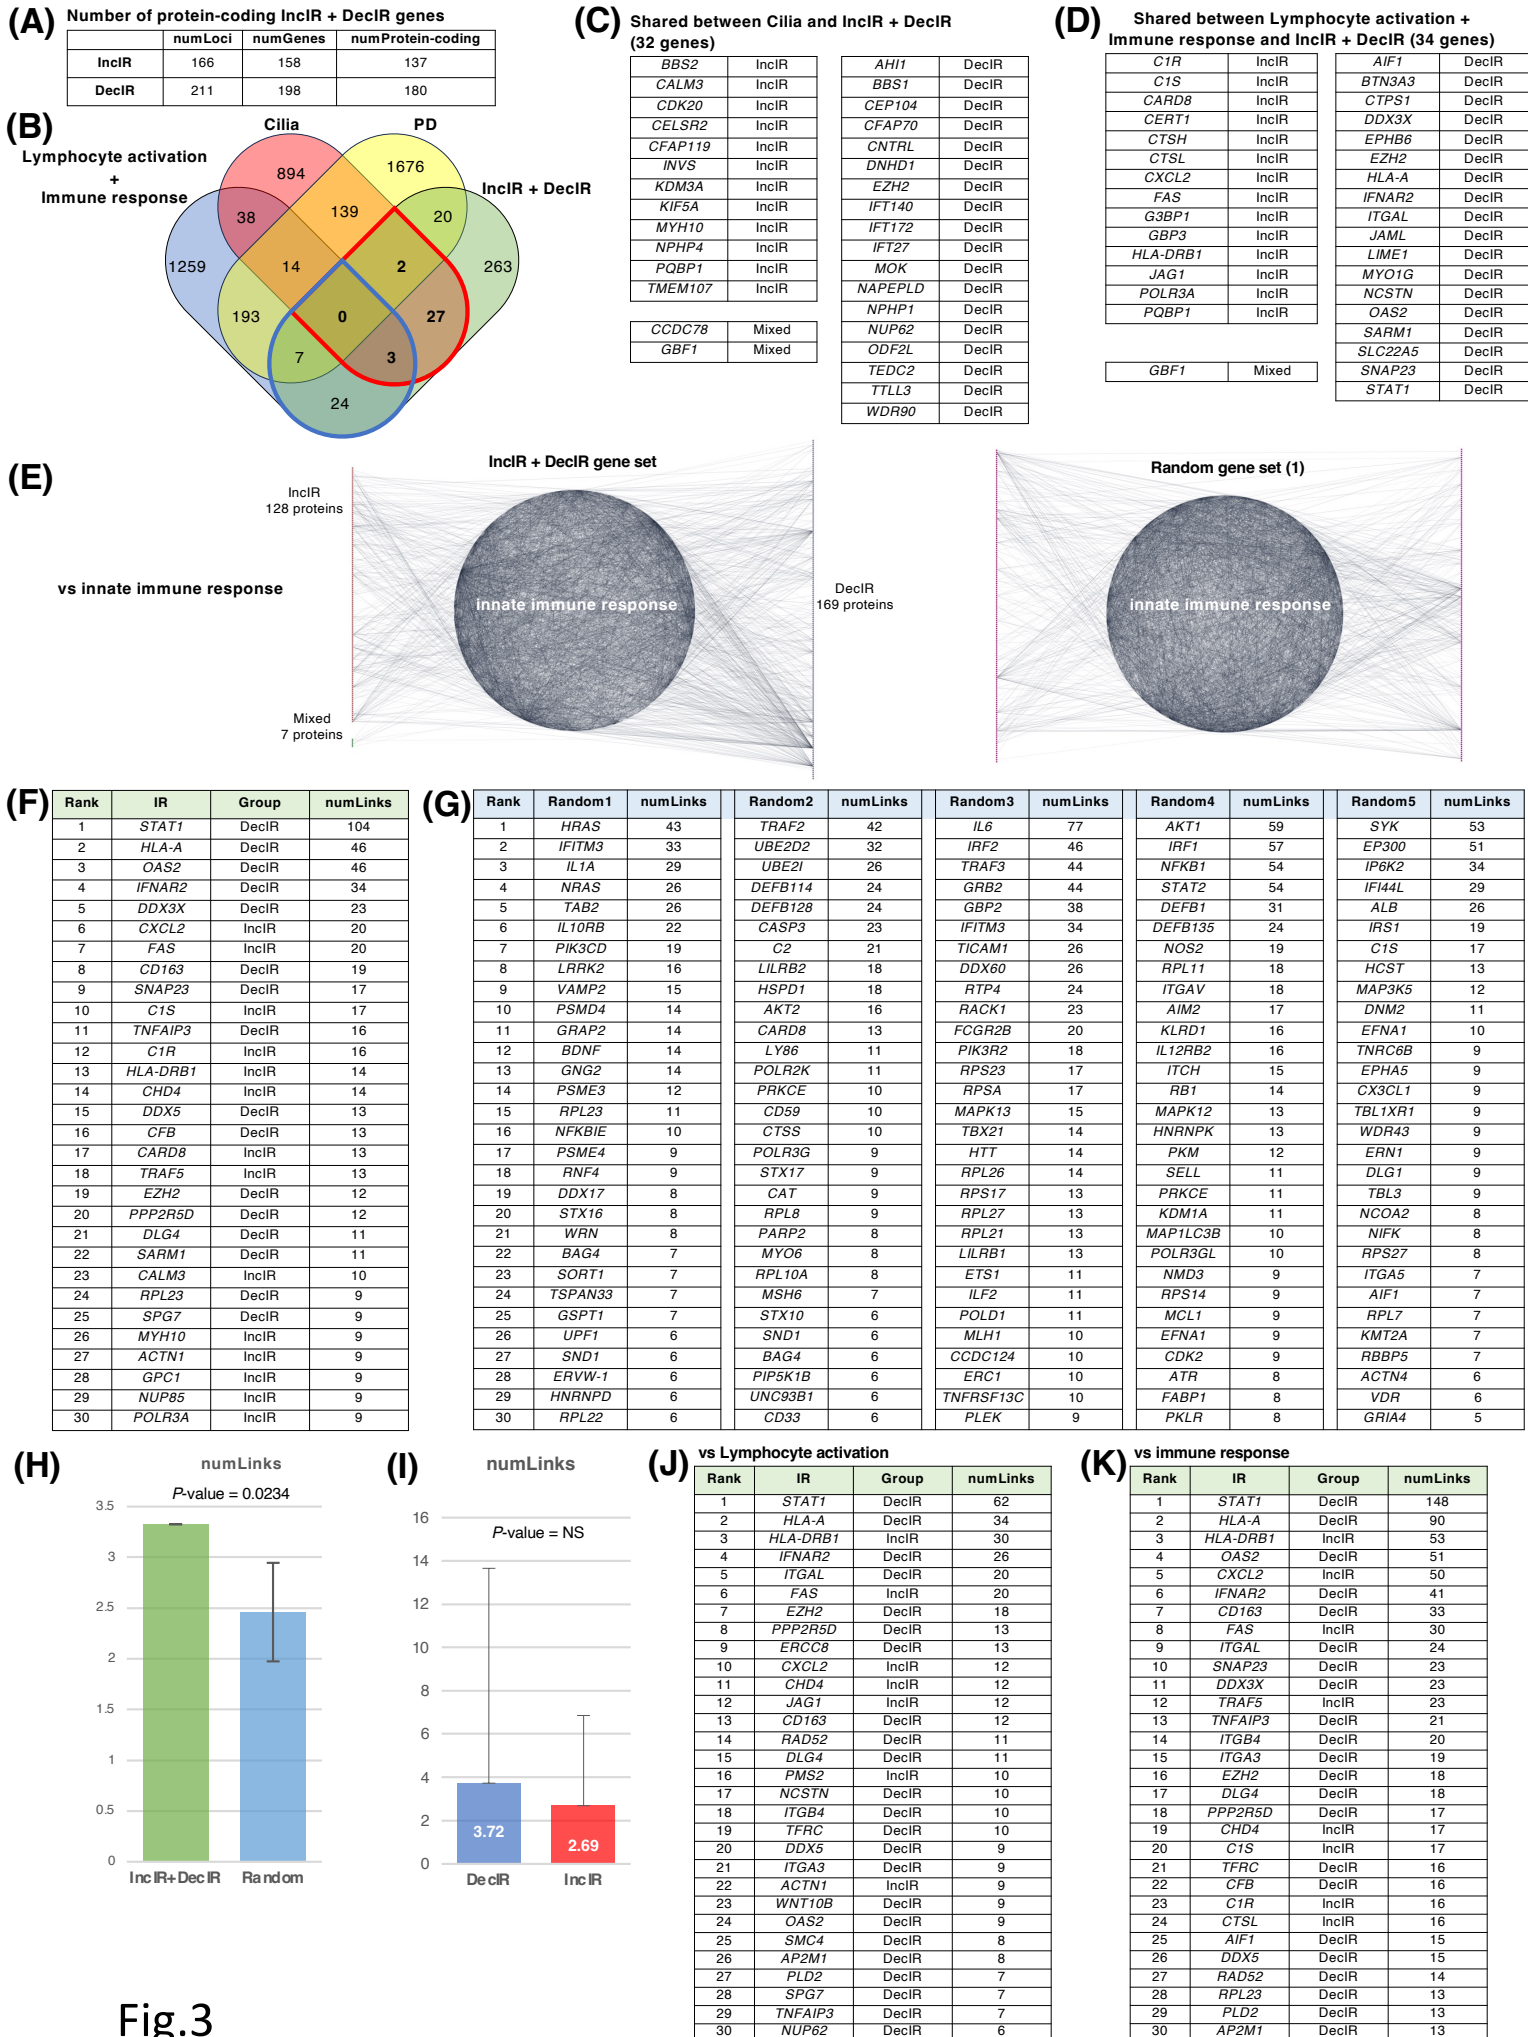 (A) Number of protein-coding IncIR + DecIR genes
numLoci numGenes numProtein-coding
IncIR 166 158 137
DecIR 211 198 180
(B)
Cilia PD
Lymphocyte activation
+
Immune response
IncIR + DecIR
894 1676
38 139 20
1259 14 2 263
193 0 27
7 3
24
(C) Shared between Cilia and IncIR + DecIR
(32 genes)
BBS2 IncIR
CALM3 IncIR
CDK20 IncIR
CELSR2 IncIR
CFAP119 IncIR
INVS IncIR
KDM3A IncIR
KIF5A IncIR
MYH10 IncIR
NPHP4 IncIR
PQBP1 IncIR
TMEM107 IncIR
CCDC78 Mixed
GBF1 Mixed
AHI1 DecIR
BBS1 DecIR
CEP104 DecIR
CFAP70 DecIR
CNTRL DecIR
DNHD1 DecIR
EZH2 DecIR
IFT140 DecIR
IFT172 DecIR
IFT27 DecIR
MOK DecIR
NAPEPLD DecIR
NPHP1 DecIR
NUP62 DecIR
ODF2L DecIR
TEDC2 DecIR
TTLL3 DecIR
WDR90 DecIR
(D) Shared between Lymphocyte activation +
Immune response and IncIR + DecIR (34 genes)
C1R IncIR
C1S IncIR
CARD8 IncIR
CERT1 IncIR
CTSH IncIR
CTSL IncIR
CXCL2 IncIR
FAS IncIR
G3BP1 IncIR
GBP3 IncIR
HLA-DRB1 IncIR
JAG1 IncIR
POLR3A IncIR
PQBP1 IncIR
GBF1 Mixed
AIF1 DecIR
BTN3A3 DecIR
CTPS1 DecIR
DDX3X DecIR
EPHB6 DecIR
EZH2 DecIR
HLA-A DecIR
IFNAR2 DecIR
ITGAL DecIR
JAML DecIR
LIME1 DecIR
MYO1G DecIR
NCSTN DecIR
OAS2 DecIR
SARM1 DecIR
SLC22A5 DecIR
SNAP23 DecIR
STAT1 DecIR
(E)
IncIR + DecIR gene set
Random gene set (1)
IncIR
128 proteins
vs innate immune response
innate immune response
DecIR
169 proteins
innate immune response
Mixed
7 proteins
(F)
Rank IR Group numLinks
1 STAT1 DecIR 104
2 HLA-A DecIR 46
3 OAS2 DecIR 46
4 IFNAR2 DecIR 34
5 DDX3X DecIR 23
6 CXCL2 IncIR 20
7 FAS IncIR 20
8 CD163 DecIR 19
9 SNAP23 DecIR 17
10 C1S IncIR 17
11 TNFAIP3 DecIR 16
12 C1R IncIR 16
13 HLA-DRB1 IncIR 14
14 CHD4 IncIR 14
15 DDX5 DecIR 13
16 CFB DecIR 13
17 CARD8 IncIR 13
18 TRAF5 IncIR 13
19 EZH2 DecIR 12
20 PPP2R5D DecIR 12
21 DLG4 DecIR 11
22 SARM1 DecIR 11
23 CALM3 IncIR 10
24 RPL23 DecIR 9
25 SPG7 DecIR 9
26 MYH10 IncIR 9
27 ACTN1 IncIR 9
28 GPC1 IncIR 9
29 NUP85 IncIR 9
30 POLR3A IncIR 9
(G)
Rank Random1 numLinks Random2 numLinks Random3 numLinks Random4 numLinks Random5 numLinks
1 HRAS 43 TRAF2 42 IL6 77 AKT1 59 SYK 53
2 IFITM3 33 UBE2D2 32 IRF2 46 IRF1 57 EP300 51
3 IL1A 29 UBE2I 26 TRAF3 44 NFKB1 54 IP6K2 34
4 NRAS 26 DEFB114 24 GRB2 44 STAT2 54 IFI44L 29
5 TAB2 26 DEFB128 24 GBP2 38 DEFB1 31 ALB 26
6 IL10RB 22 CASP3 23 IFITM3 34 DEFB135 24 IRS1 19
7 PIK3CD 19 C2 21 TICAM1 26 NOS2 19 C1S 17
8 LRRK2 16 LILRB2 18 DDX60 26 RPL11 18 HCST 13
9 VAMP2 15 HSPD1 18 RTP4 24 ITGAV 18 MAP3K5 12
10 PSMD4 14 AKT2 16 RACK1 23 AIM2 17 DNM2 11
11 GRAP2 14 CARD8 13 FCGR2B 20 KLRD1 16 EFNA1 10
12 BDNF 14 LY86 11 PIK3R2 18 IL12RB2 16 TNRC6B 9
13 GNG2 14 POLR2K 11 RPS23 17 ITCH 15 EPHA5 9
14 PSME3 12 PRKCE 10 RPSA 17 RB1 14 CX3CL1 9
15 RPL23 11 CD59 10 MAPK13 15 MAPK12 13 TBL1XR1 9
16 NFKBIE 10 CTSS 10 TBX21 14 HNRNPK 13 WDR43 9
17 PSME4 9 POLR3G 9 HTT 14 PKM 12 ERN1 9
18 RNF4 9 STX17 9 RPL26 14 SELL 11 DLG1 9
19 DDX17 8 CAT 9 RPS17 13 PRKCE 11 TBL3 9
20 STX16 8 RPL8 9 RPL27 13 KDM1A 11 NCOA2 8
21 WRN 8 PARP2 8 RPL21 13 MAP1LC3B 10 NIFK 8
22 BAG4 7 MYO6 8 LILRB1 13 POLR3GL 10 RPS27 8
23 SORT1 7 RPL10A 8 ETS1 11 NMD3 9 ITGA5 7
24 TSPAN33 7 MSH6 7 ILF2 11 RPS14 9 AIF1 7
25 GSPT1 7 STX10 6 POLD1 11 MCL1 9 RPL7 7
26 UPF1 6 SND1 6 MLH1 10 EFNA1 9 KMT2A 7
27 SND1 6 BAG4 6 CCDC124 10 CDK2 9 RBBP5 7
28 ERVW-1 6 PIP5K1B 6 ERC1 10 ATR 8 ACTN4 6
29 HNRNPD 6 UNC93B1 6 TNFRSF13C 10 FABP1 8 VDR 6
30 RPL22 6 CD33 6 PLEK 9 PKLR 8 GRIA4 5
(H)
numLinks
P-value = 0.0234
3.5
3
2.5
2
1.5
1
0.5
0
IncIR+DecIR Random
(I)
numLinks
P-value = NS
16
14
12
10
8
6
4
2
0
3.72
2.69
DecIR IncIR
(J) vs Lymphocyte activation
Rank IR Group numLinks
1 STAT1 DecIR 62
2 HLA-A DecIR 34
3 HLA-DRB1 IncIR 30
4 IFNAR2 DecIR 26
5 ITGAL DecIR 20
6 FAS IncIR 20
7 EZH2 DecIR 18
8 PPP2R5D DecIR 13
9 ERCC8 DecIR 13
10 CXCL2 IncIR 12
11 CHD4 IncIR 12
12 JAG1 IncIR 12
13 CD163 DecIR 12
14 RAD52 DecIR 11
15 DLG4 DecIR 11
16 PMS2 IncIR 10
17 NCSTN DecIR 10
18 ITGB4 DecIR 10
19 TFRC DecIR 10
20 DDX5 DecIR 9
21 ITGA3 DecIR 9
22 ACTN1 IncIR 9
23 WNT10B DecIR 9
24 OAS2 DecIR 9
25 SMC4 DecIR 8
26 AP2M1 DecIR 8
27 PLD2 DecIR 7
28 SPG7 DecIR 7
29 TNFAIP3 DecIR 7
30 NUP62 DecIR 6
(K) vs immune response
Rank IR Group numLinks
1 STAT1 DecIR 148
2 HLA-A DecIR 90
3 HLA-DRB1 IncIR 53
4 OAS2 DecIR 51
5 CXCL2 IncIR 50
6 IFNAR2 DecIR 41
7 CD163 DecIR 33
8 FAS IncIR 30
9 ITGAL DecIR 24
10 SNAP23 DecIR 23
11 DDX3X DecIR 23
12 TRAF5 IncIR 23
13 TNFAIP3 DecIR 21
14 ITGB4 DecIR 20
15 ITGA3 DecIR 19
16 EZH2 DecIR 18
17 DLG4 DecIR 18
18 PPP2R5D DecIR 17
19 CHD4 IncIR 17
20 C1S IncIR 17
21 TFRC DecIR 16
22 CFB DecIR 16
23 C1R IncIR 16
24 CTSL IncIR 16
25 AIF1 DecIR 15
26 DDX5 DecIR 15
27 RAD52 DecIR 14
28 RPL23 DecIR 13
29 PLD2 DecIR 13
30 AP2M1 DecIR 13
Fig.3